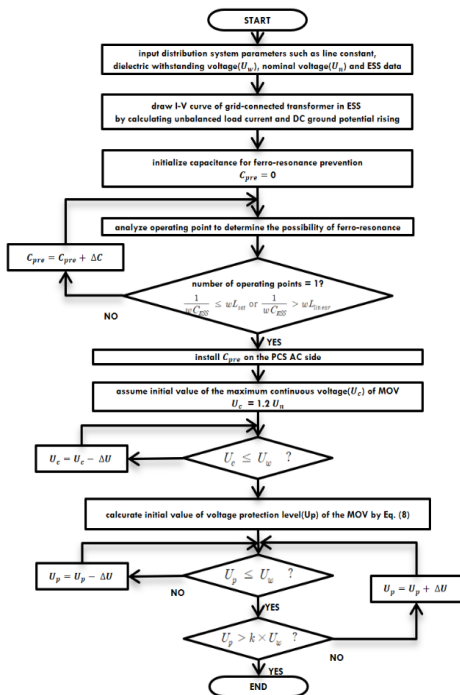 START
input distribution system parameters such as line constant,
dielectric withstanding voltage(U_w), nominal voltage(U_n) and ESS data
draw I-V curve of grid-connected transformer in ESS
by calculating unbalanced load current and DC ground potential rising
initialize capacitance for ferro-resonance prevention
C_pre = 0
analyze operating point to determine the possibility of ferro-resonance
C_pre = C_pre + ΔC
number of operating points = 1?
1/wC_ESS ≤ wL_sat or 1/wC_ESS > wL_linear
NO
YES
install C_pre on the PCS AC side
assume initial value of the maximum continuous voltage(U_c) of MOV
U_c = 1.2 U_n
U_c = U_c − ΔU
U_c ≤ U_w ?
calcurate initial value of voltage protection level(Up) of the MOV by Eq. (8)
U_p = U_p − ΔU
U_p ≤ U_w ?
U_p = U_p + ΔU
NO
YES
U_p > k × U_w ?
NO
YES
END